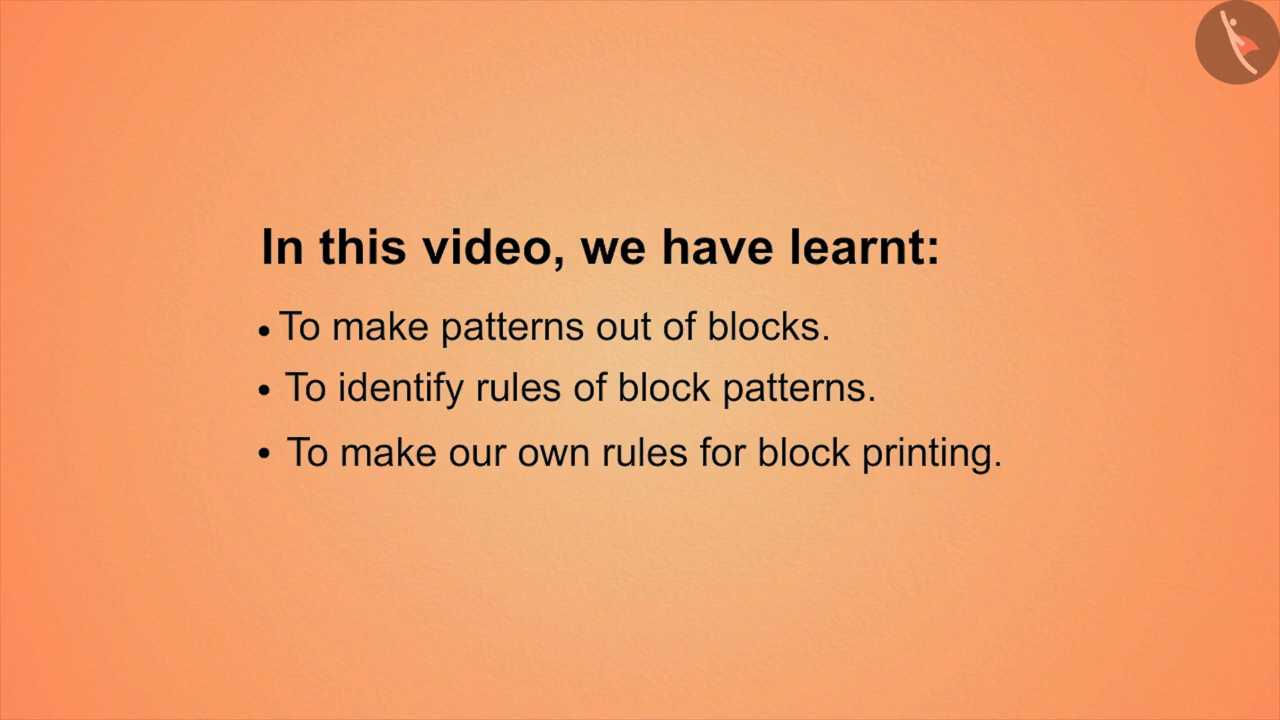 In this video, we have learnt:
• To make patterns out of blocks.
• To identify rules of block patterns.
• To make our own rules for block printing.